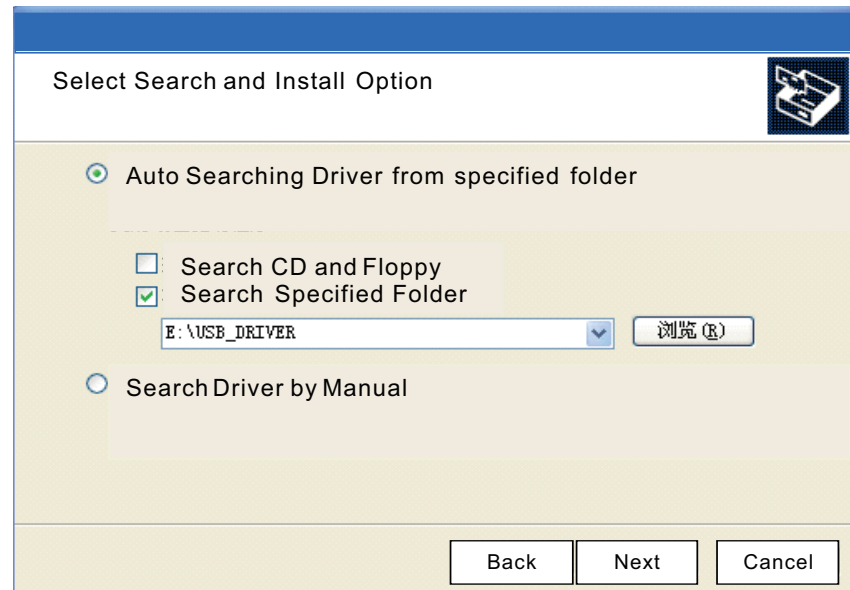 Select Search and Install Option
Auto Searching Driver from specified folder
Search CD and Floppy
Search Specified Folder
E:\USB_DRIVER
浏览(R)
Search Driver by Manual
Back
Next
Cancel